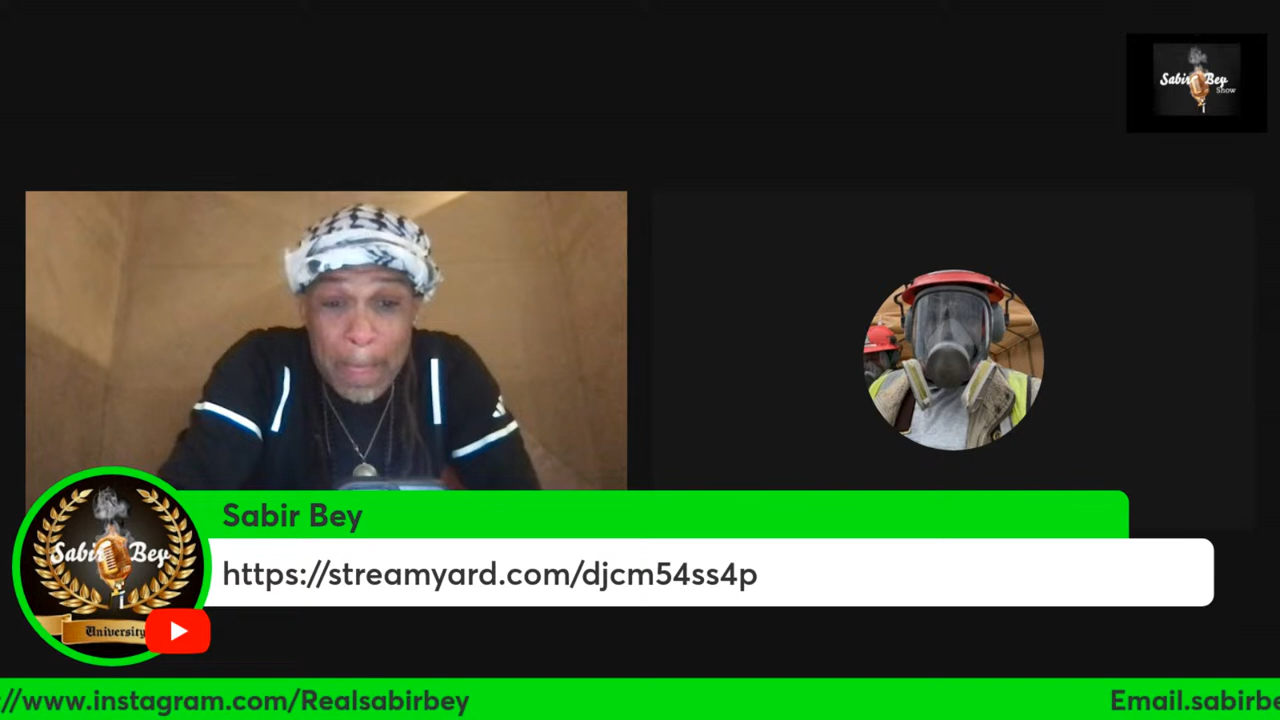 Sabir Bey
Show
Sabir Bey
https://streamyard.com/djcm54ss4p
Sabir Bey
University
//www.instagram.com/Realsabirbey
Email.sabirbe